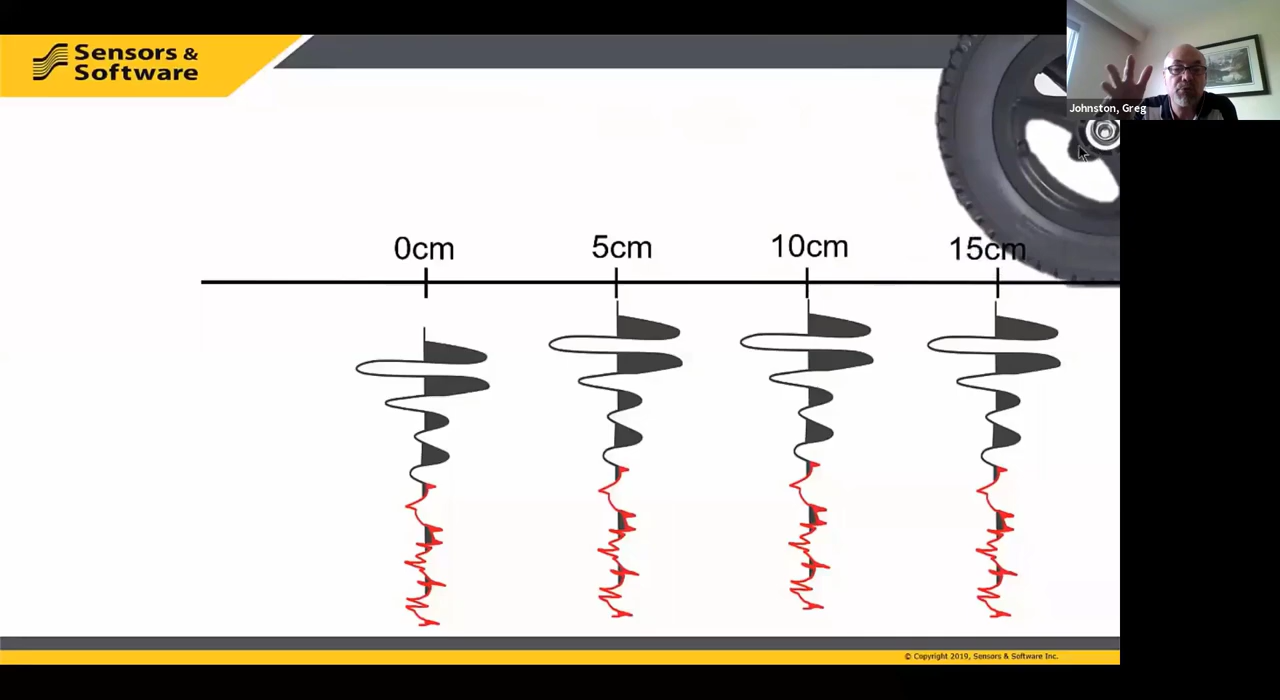 Sensors &
Software
Johnston, Greg
0cm 5cm 10cm 15cm
© Copyright 2019, Sensors & Software Inc.